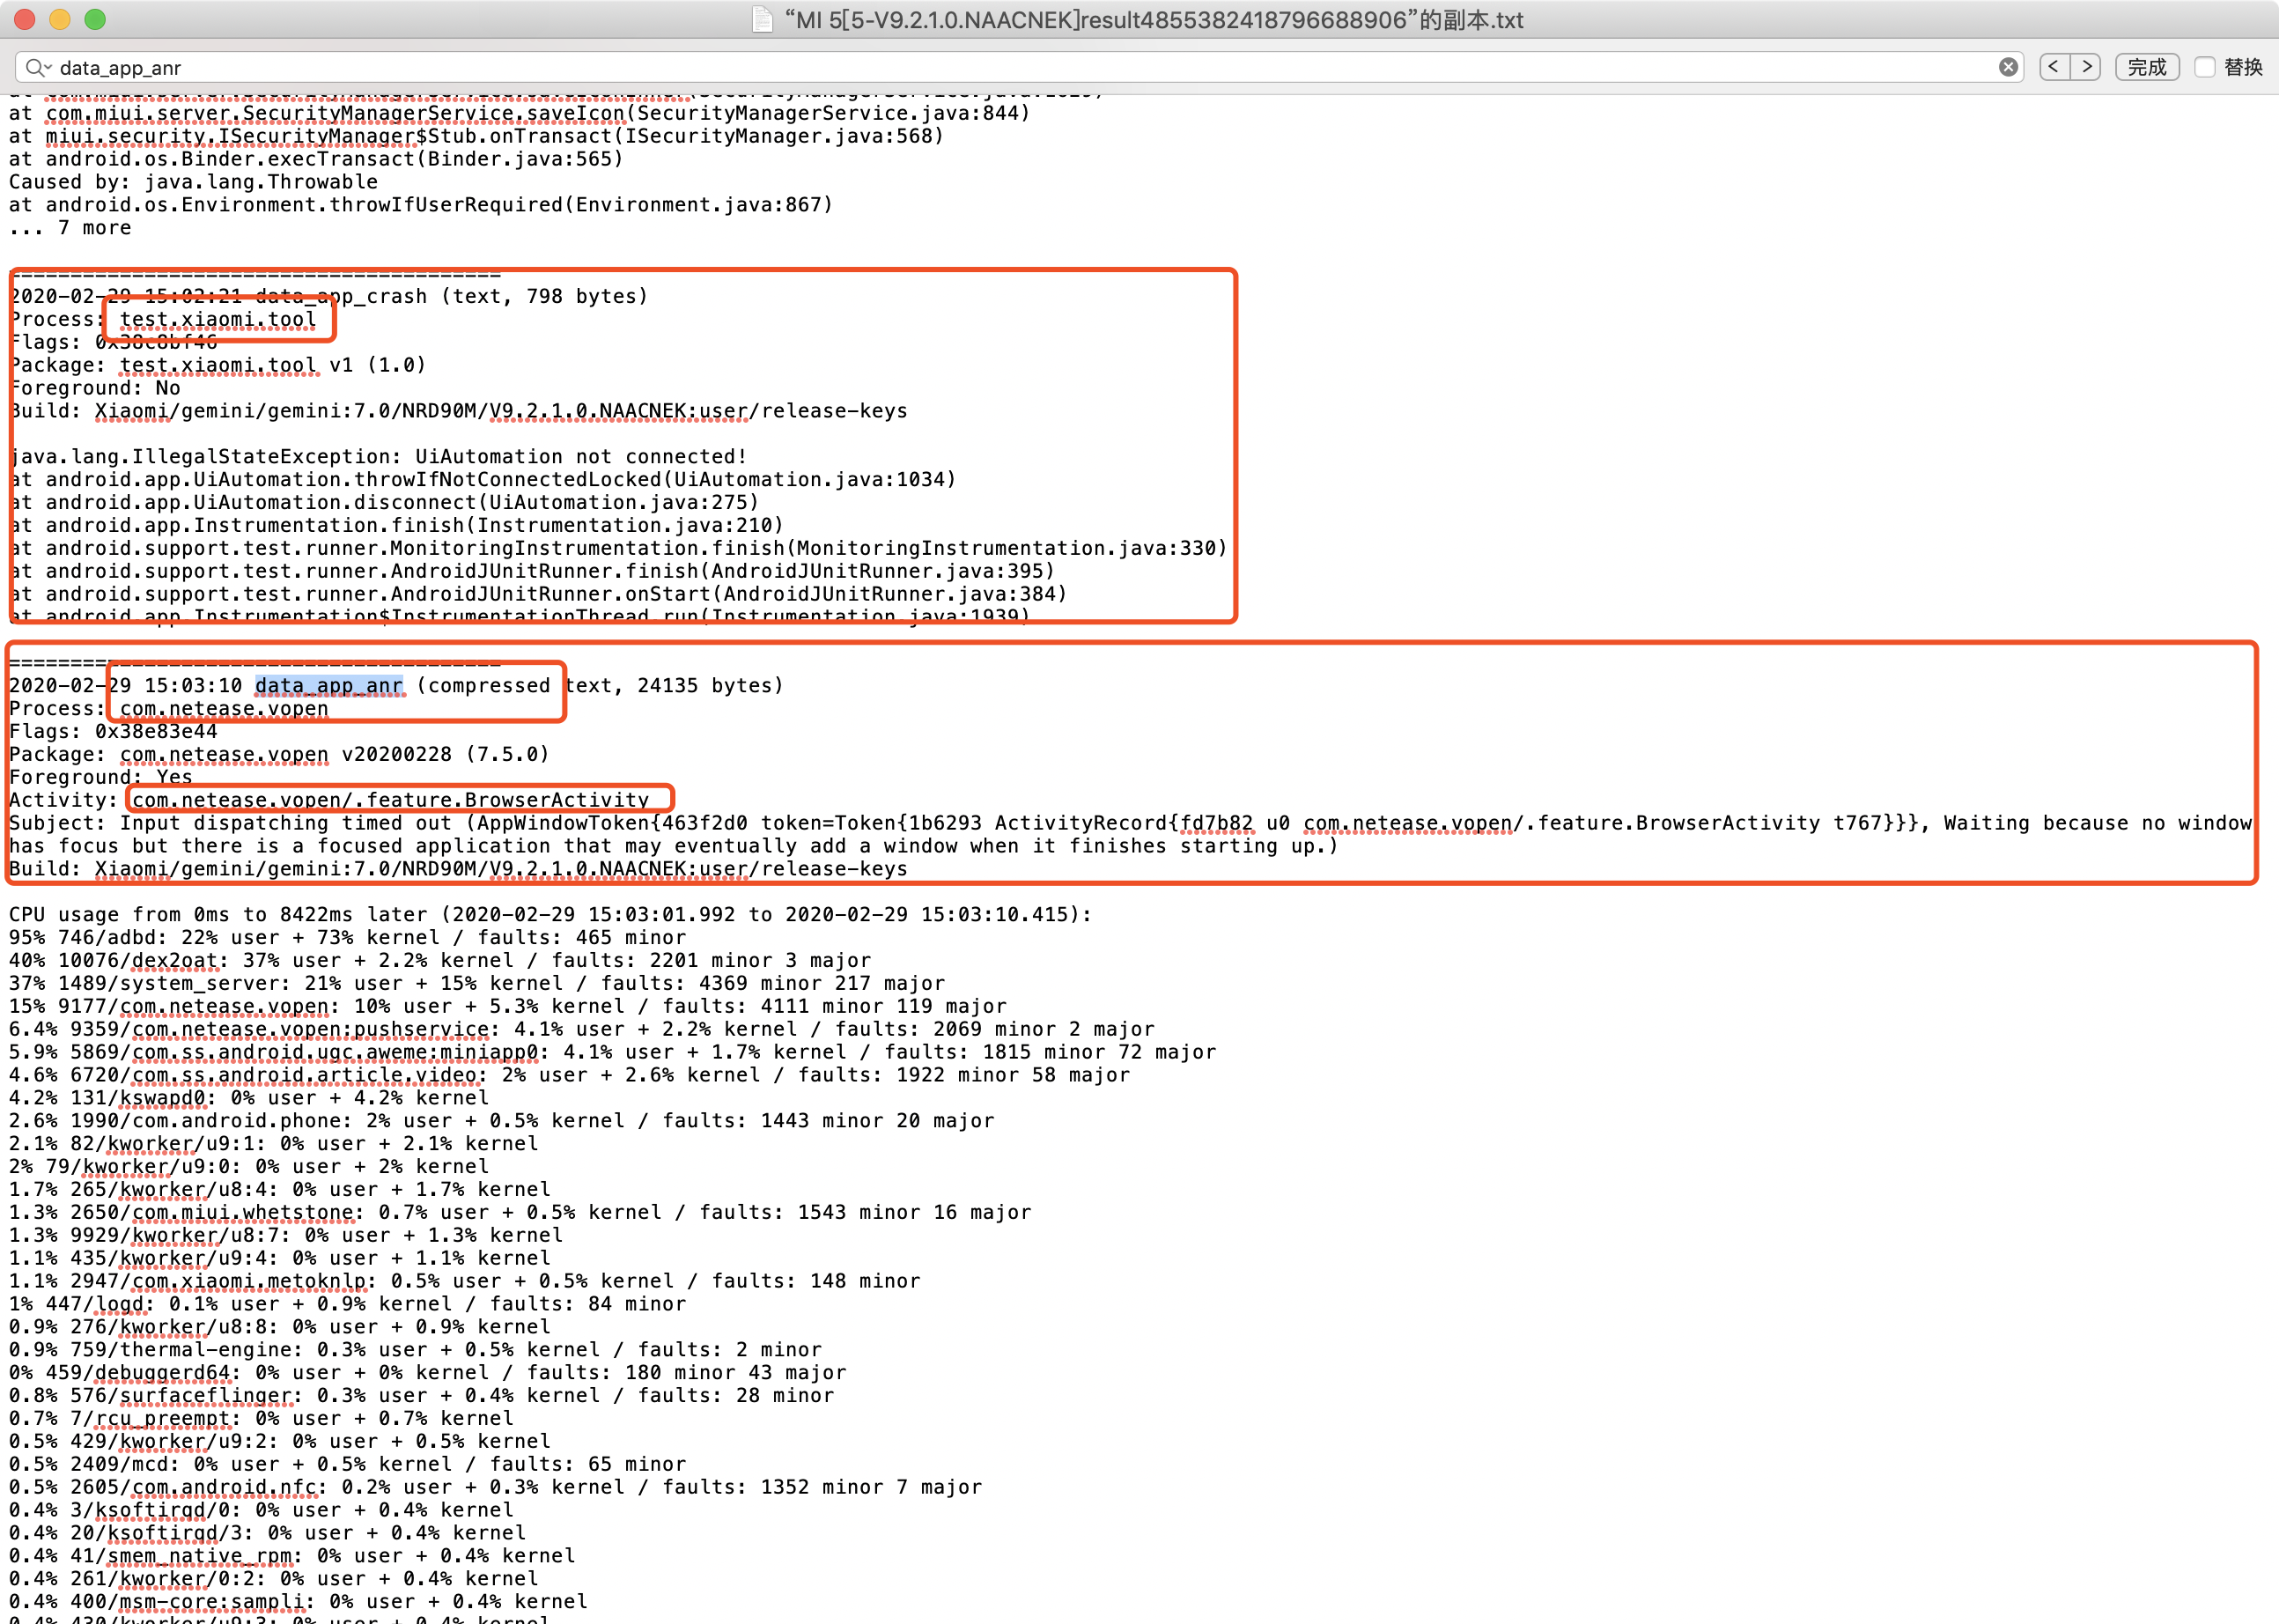 “MI 5[5-V9.2.1.0.NAACNEK]result4855382418796688906”的副本.txt
data_app_anr
完成
替换
at com.miui.server.SecurityManagerService.saveIcon(SecurityManagerService.java:844)
at miui.security.ISecurityManager$Stub.onTransact(ISecurityManager.java:568)
at android.os.Binder.execTransact(Binder.java:565)
Caused by: java.lang.Throwable
at android.os.Environment.throwIfUserRequired(Environment.java:867)
... 7 more
========================================
2020-02-29 15:02:21 data_app_crash (text, 798 bytes)
Process: test.xiaomi.tool
Flags: 0x38c8bf46
Package: test.xiaomi.tool v1 (1.0)
Foreground: No
Build: Xiaomi/gemini/gemini:7.0/NRD90M/V9.2.1.0.NAACNEK:user/release-keys
java.lang.IllegalStateException: UiAutomation not connected!
at android.app.UiAutomation.throwIfNotConnectedLocked(UiAutomation.java:1034)
at android.app.UiAutomation.disconnect(UiAutomation.java:275)
at android.app.Instrumentation.finish(Instrumentation.java:210)
at android.support.test.runner.MonitoringInstrumentation.finish(MonitoringInstrumentation.java:330)
at android.support.test.runner.AndroidJUnitRunner.finish(AndroidJUnitRunner.java:395)
at android.support.test.runner.AndroidJUnitRunner.onStart(AndroidJUnitRunner.java:384)
at android.app.Instrumentation$InstrumentationThread.run(Instrumentation.java:1939)
========================================
2020-02-29 15:03:10 data_app_anr (compressed text, 24135 bytes)
Process: com.netease.vopen
Flags: 0x38e83e44
Package: com.netease.vopen v20200228 (7.5.0)
Foreground: Yes
Activity: com.netease.vopen/.feature.BrowserActivity
Subject: Input dispatching timed out (AppWindowToken{463f2d0 token=Token{1b6293 ActivityRecord{fd7b82 u0 com.netease.vopen/.feature.BrowserActivity t767}}}, Waiting because no window
has focus but there is a focused application that may eventually add a window when it finishes starting up.)
Build: Xiaomi/gemini/gemini:7.0/NRD90M/V9.2.1.0.NAACNEK:user/release-keys
CPU usage from 0ms to 8422ms later (2020-02-29 15:03:01.992 to 2020-02-29 15:03:10.415):
95% 746/adbd: 22% user + 73% kernel / faults: 465 minor
40% 10076/dex2oat: 37% user + 2.2% kernel / faults: 2201 minor 3 major
37% 1489/system_server: 21% user + 15% kernel / faults: 4369 minor 217 major
15% 9177/com.netease.vopen: 10% user + 5.3% kernel / faults: 4111 minor 119 major
6.4% 9359/com.netease.vopen:pushservice: 4.1% user + 2.2% kernel / faults: 2069 minor 2 major
5.9% 5869/com.ss.android.ugc.aweme:miniapp0: 4.1% user + 1.7% kernel / faults: 1815 minor 72 major
4.6% 6720/com.ss.android.article.video: 2% user + 2.6% kernel / faults: 1922 minor 58 major
4.2% 131/kswapd0: 0% user + 4.2% kernel
2.6% 1990/com.android.phone: 2% user + 0.5% kernel / faults: 1443 minor 20 major
2.1% 82/kworker/u9:1: 0% user + 2.1% kernel
2% 79/kworker/u9:0: 0% user + 2% kernel
1.7% 265/kworker/u8:4: 0% user + 1.7% kernel
1.3% 2650/com.miui.whetstone: 0.7% user + 0.5% kernel / faults: 1543 minor 16 major
1.3% 9929/kworker/u8:7: 0% user + 1.3% kernel
1.1% 435/kworker/u9:4: 0% user + 1.1% kernel
1.1% 2947/com.xiaomi.metoknlp: 0.5% user + 0.5% kernel / faults: 148 minor
1% 447/logd: 0.1% user + 0.9% kernel / faults: 84 minor
0.9% 276/kworker/u8:8: 0% user + 0.9% kernel
0.9% 759/thermal-engine: 0.3% user + 0.5% kernel / faults: 2 minor
0% 459/debuggerd64: 0% user + 0% kernel / faults: 180 minor 43 major
0.8% 576/surfaceflinger: 0.3% user + 0.4% kernel / faults: 28 minor
0.7% 7/rcu_preempt: 0% user + 0.7% kernel
0.5% 429/kworker/u9:2: 0% user + 0.5% kernel
0.5% 2409/mcd: 0% user + 0.5% kernel / faults: 65 minor
0.5% 2605/com.android.nfc: 0.2% user + 0.3% kernel / faults: 1352 minor 7 major
0.4% 3/ksoftirqd/0: 0% user + 0.4% kernel
0.4% 20/ksoftirqd/3: 0% user + 0.4% kernel
0.4% 41/smem_native_rpm: 0% user + 0.4% kernel
0.4% 261/kworker/0:2: 0% user + 0.4% kernel
0.4% 400/msm-core:sampli: 0% user + 0.4% kernel
0.4% 430/kworker/u9:3: 0% user + 0.4% kernel